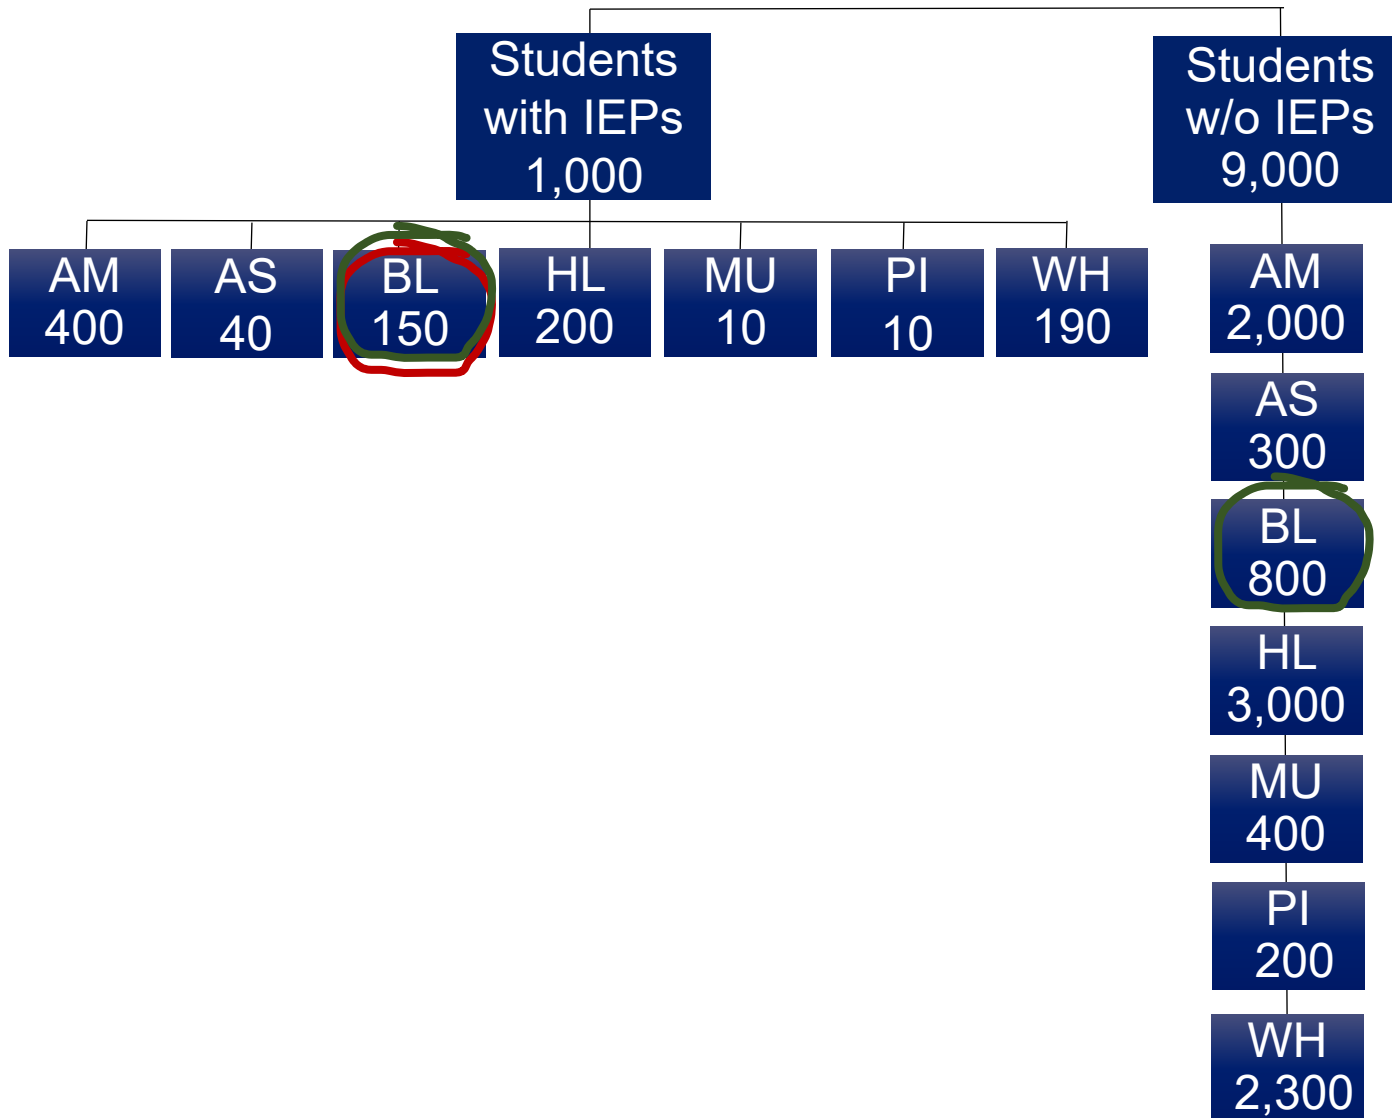 Students
with IEPs
1,000
Students
w/o IEPs
9,000
AM
400
AS
40
BL
150
HL
200
MU
10
PI
10
WH
190
AM
2,000
AS
300
BL
800
HL
3,000
MU
400
PI
200
WH
2,300